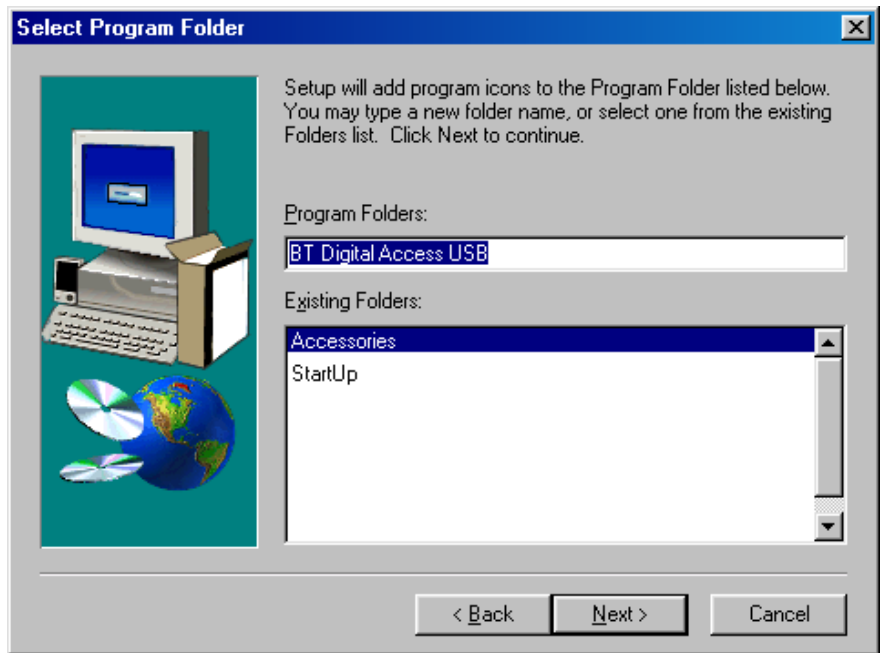 Select Program Folder
Setup will add program icons to the Program Folder listed below.
You may type a new folder name, or select one from the existing
Folders list.  Click Next to continue.
Program Folders:
BT Digital Access USB
Existing Folders:
Accessories
StartUp
< Back
Next >
Cancel